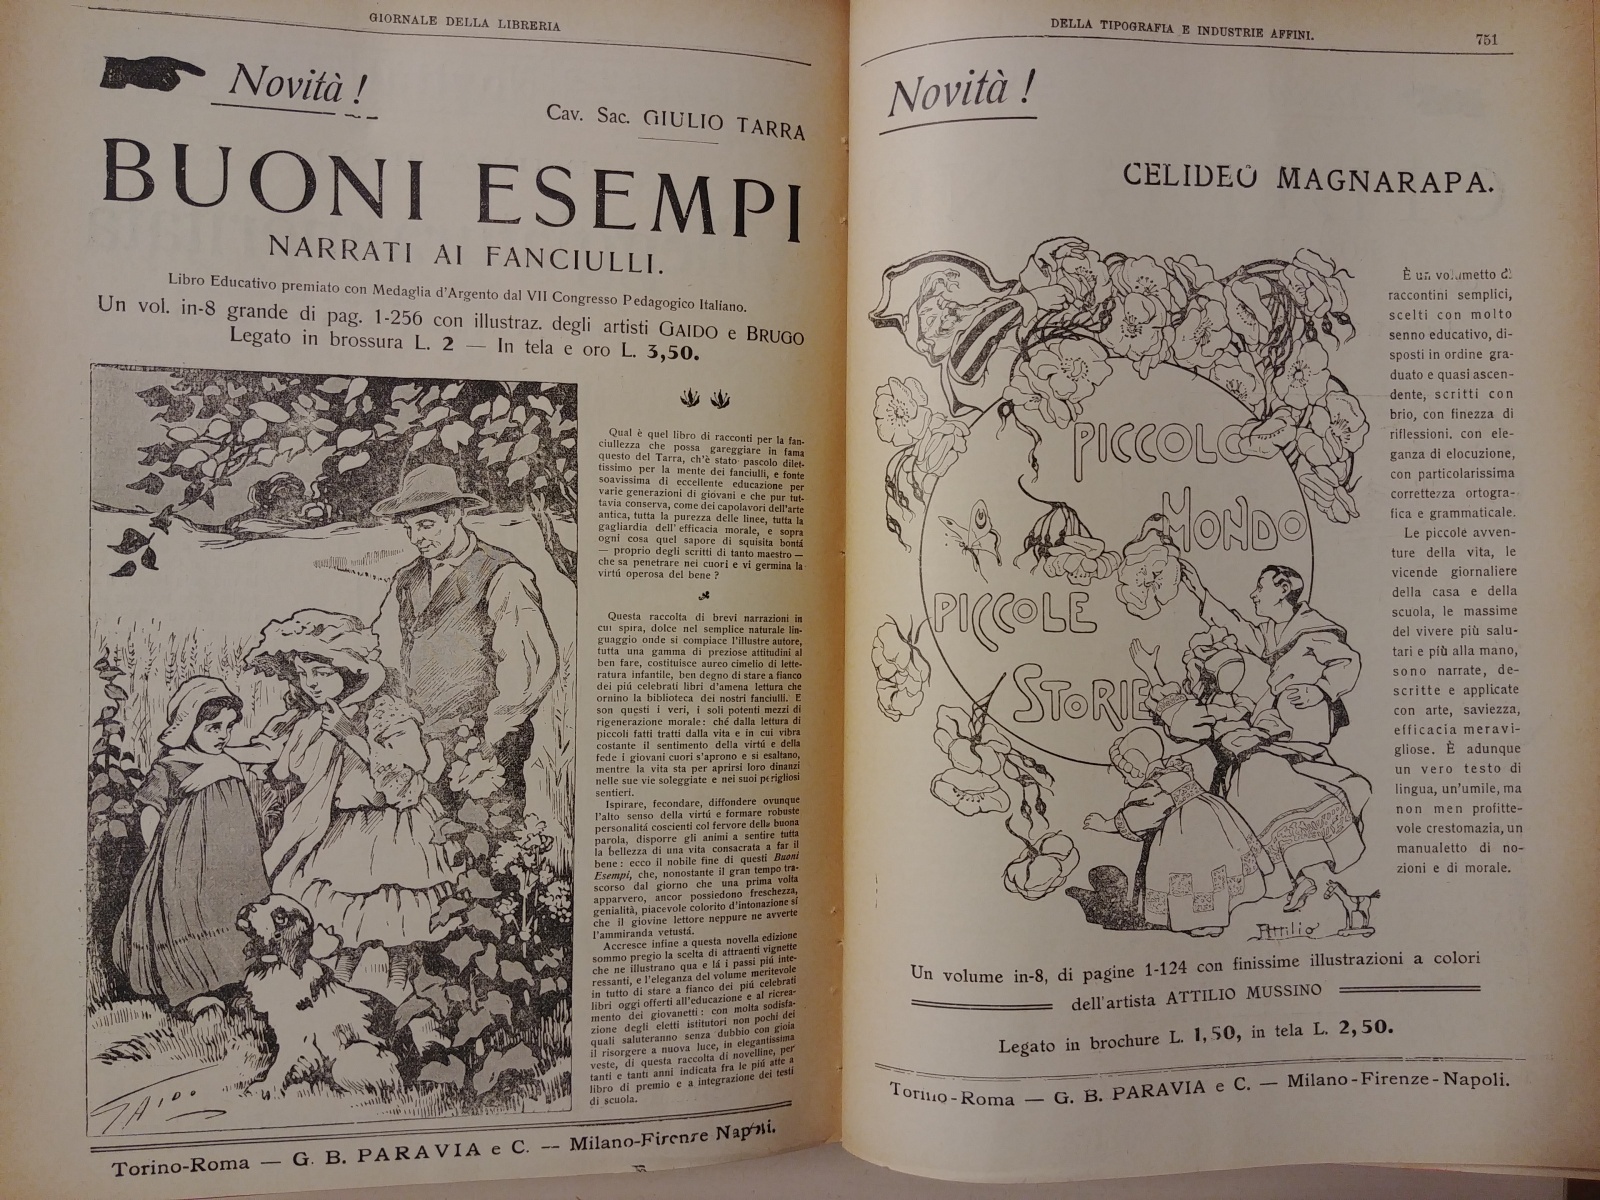 GIORNALE DELLA LIBRERIA
Novità !
Cav. Sac. GIULIO TARRA
BUONI ESEMPI
NARRATI AI FANCIULLI.
Libro Educativo premiato con Medaglia d'Argento dal VII Congresso Pedagogico Italiano.
Un vol. in-8 grande di pag. 1-256 con illustraz. degli artisti GAIDO e BRUGO
Legato in brossura L. 2 — In tela e oro L. 3,50.
Qual è quel libro di racconti per la fan-
ciullezza che possa gareggiare in fama
questo del Tarra, ch'è stato pascolo dilet-
tissimo per la mente dei fanciulli, e fonte
soavissima di eccellente educazione per
varie generazioni di giovani e che pur tut-
tavia conserva, come dei capolavori dell'arte
antica, tutta la purezza delle linee, tutta la
gagliardia dell'efficacia morale, e sopra
ogni cosa quel sapore di squisita bontà
— proprio degli scritti di tanto maestro —
che sa penetrare nei cuori e vi germina la
virtú operosa del bene ?
Questa raccolta di brevi narrazioni in
cui spira, dolce nel semplice naturale lin-
guaggio onde si compiace l'illustre autore,
tutta una gamma di preziose attitudini al
ben fare, costituisce aureo cimelio di lette-
ratura infantile, ben degno di stare a fianco
dei piú celebrati libri d'amena lettura che
ornino la biblioteca dei nostri fanciulli. E
son questi i veri, i soli potenti mezzi di
rigenerazione morale: ché dalla lettura di
piccoli fatti tratti dalla vita e in cui vibra
costante il sentimento della virtú e della
fede i giovani cuori s'aprono e si esaltano,
mentre la vita sta per aprirsi loro dinanzi
nelle sue vie soleggiate e nei suoi perigliosi
sentieri.
Ispirare, fecondare, diffondere ovunque
l'alto senso della virtú e formare robuste
personalitá coscienti col fervore della buona
parola, disporre gli animi a sentire tutta
la bellezza di una vita consacrata a far il
bene: ecco il nobile fine di questi Buoni
Esempi, che, nonostante il gran tempo tra-
scorso dal giorno che una prima volta
apparvero, ancor possiedono freschezza,
genialità, piacevole colorito d'intonazione sí
che il giovine lettore neppure ne avverte
l'ammiranda vetustá.
Accresce infine a questa novella edizione
sommo pregio la scelta di attraenti vignette
che ne illustrano qua e lá i passi piú inte-
ressanti, e l'eleganza del volume meritevole
in tutto di stare a fianco dei piú celebrati
libri oggi offerti all'educazione e al ricrea-
mento dei giovanetti: con molta sodisfa-
zione degli eletti istitutori non pochi dei
quali saluteranno senza dubbio con gioia
il risorgere a nuova luce, in elegantissima
veste, di questa raccolta di novelline, per
tanti e tanti anni indicata fra le piú atte a
libro di premio e a integrazione dei testi
di scuola.
GAIDO
Torino-Roma — G. B. PARAVIA e C. — Milano-Firenze Napoli.
DELLA TIPOGRAFIA E INDUSTRIE AFFINI.
751
Novità !
CELIDEO MAGNARAPA.
PICCOLO
MONDO
PICCOLE
STORIE
Attilio
È un volumetto di
raccontini semplici,
scelti con molto
senno educativo, di-
sposti in ordine gra-
duato e quasi ascen-
dente, scritti con
brio, con finezza di
riflessioni, con ele-
ganza di elocuzione,
con particolarissima
correttezza ortogra-
fica e grammaticale.
Le piccole avven-
ture della vita, le
vicende giornaliere
della casa e della
scuola, le massime
del vivere più salu-
tari e più alla mano,
sono narrate, de-
scritte e applicate
con arte, saviezza,
efficacia meravi-
gliose. È adunque
un vero testo di
lingua, un'umile, ma
non men profitte-
vole crestomazia, un
manualetto di no-
zioni e di morale.
Un volume in-8, di pagine 1-124 con finissime illustrazioni a colori
dell'artista ATTILIO MUSSINO
Legato in brochure L. 1,50, in tela L. 2,50.
Torino-Roma — G. B. PARAVIA e C. — Milano-Firenze-Napoli.